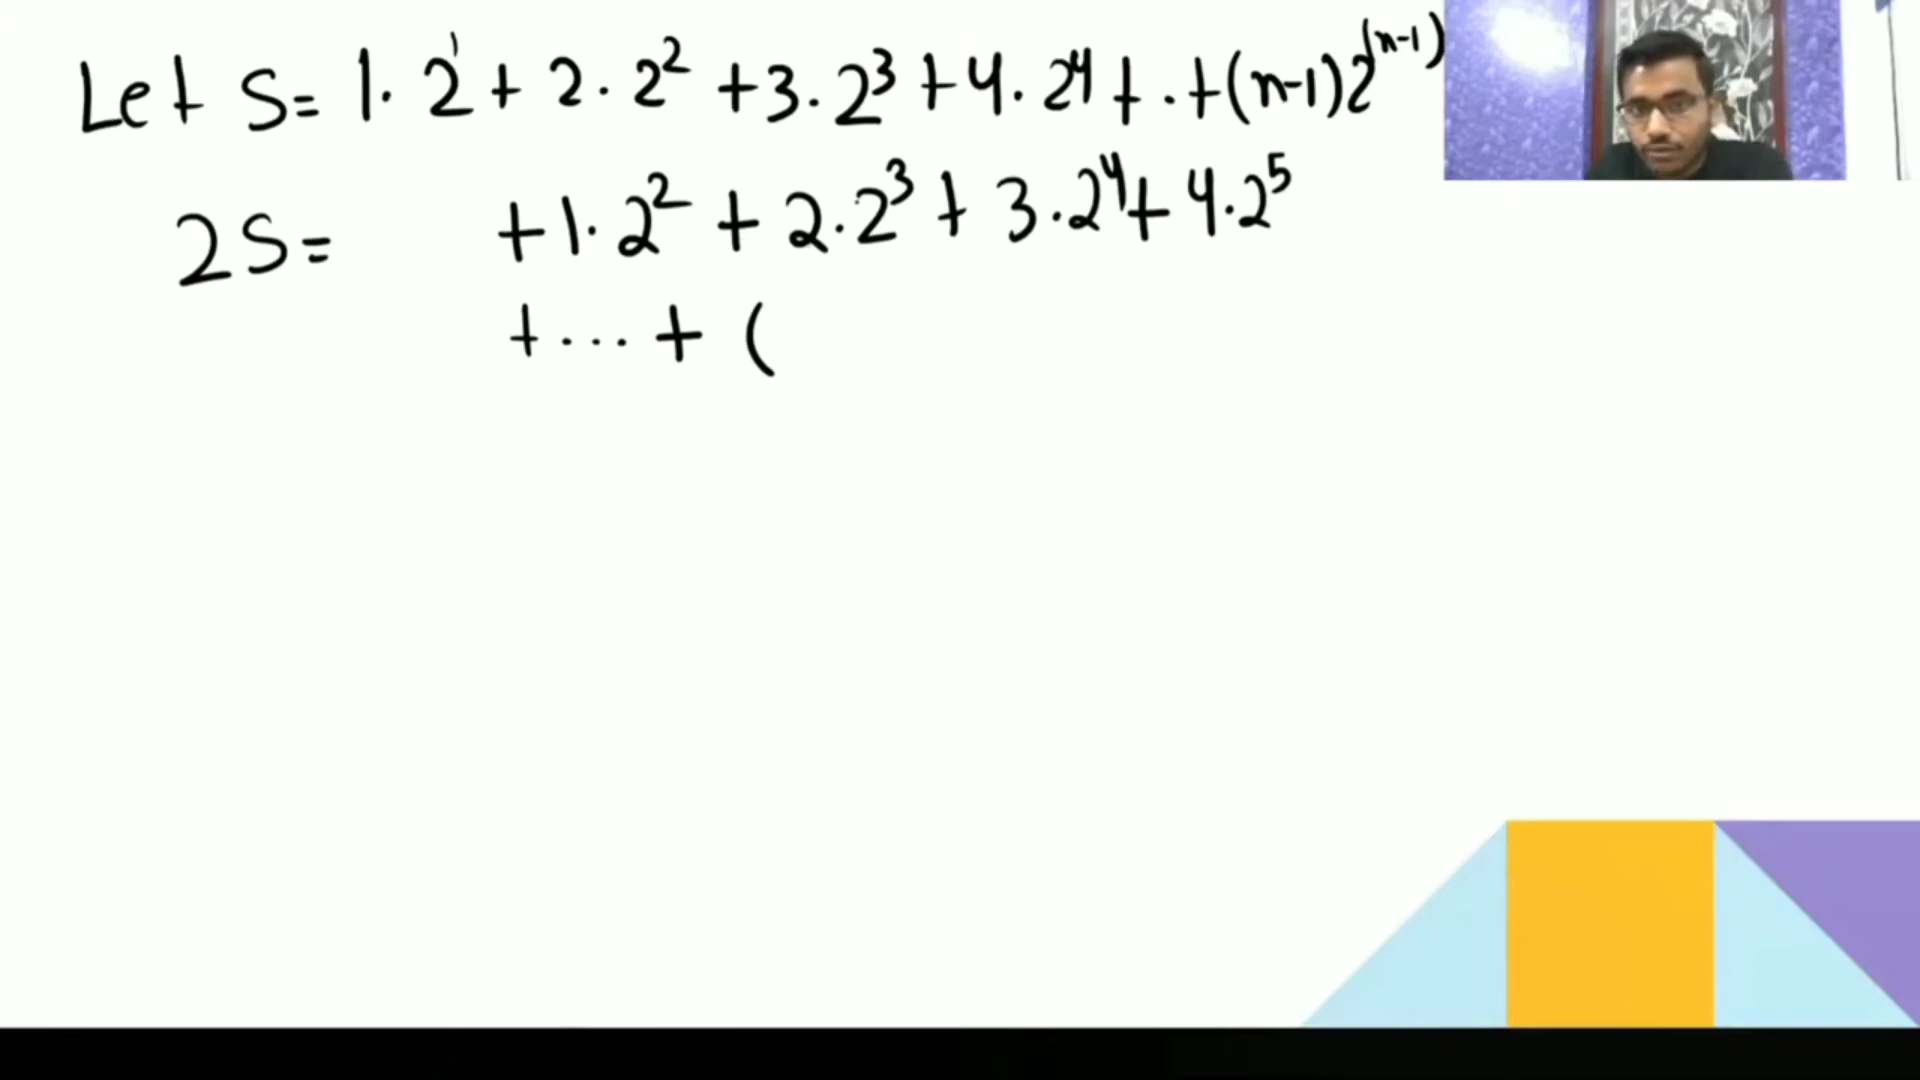 Let S= 1. 2¹ + 2 . 2² +3. 2³ +4. 2⁴ + . +(n-1)2⁽ⁿ⁻¹⁾
2S= +1. 2² + 2.2³ + 3.2⁴+ 4.2⁵
+ ... + (